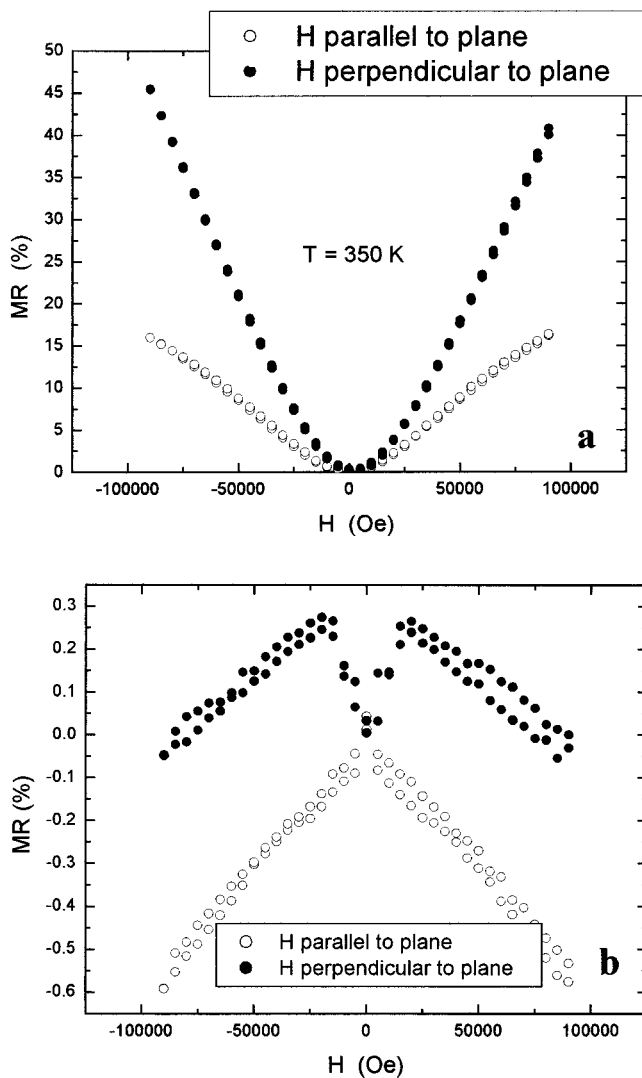 H parallel to plane
H perpendicular to plane
50
45
40
35
30
25
20
15
10
5
0
MR (%)
T = 350 K
a
-100000 -50000 0 50000 100000
H (Oe)
0.3
0.2
0.1
0.0
-0.1
-0.2
-0.3
-0.4
-0.5
-0.6
MR (%)
H parallel to plane
H perpendicular to plane
b
-100000 -50000 0 50000 100000
H (Oe)